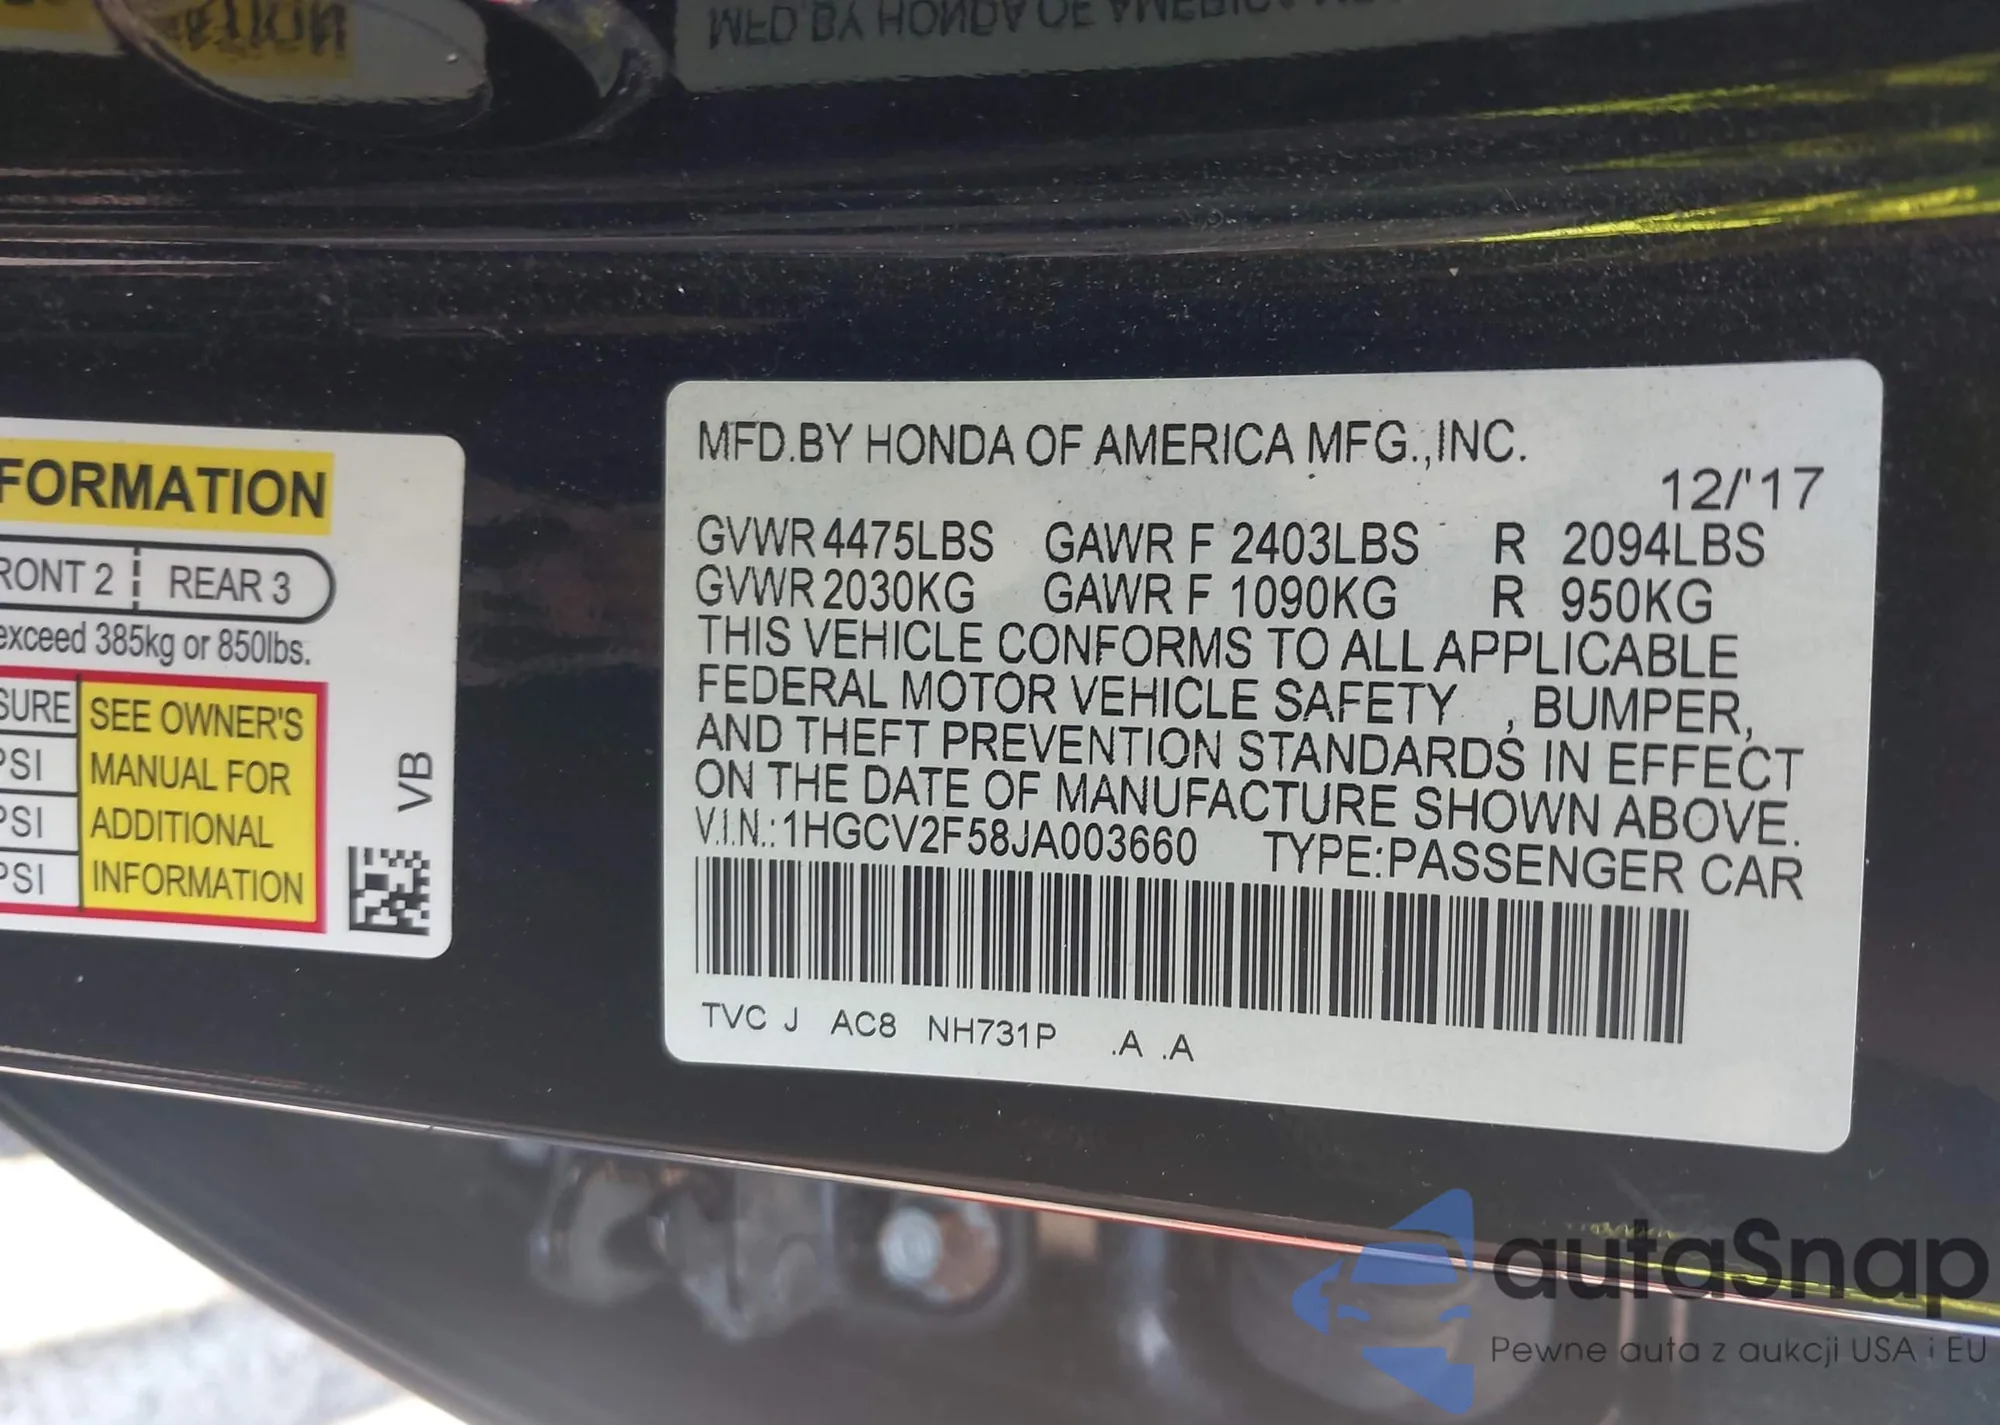 MFD.BY HONDA OF AMERICA
FORMATION
RONT 2 REAR 3
exceed 385kg or 850lbs.
SURE
PSI
PSI
PSI
SEE OWNER'S
MANUAL FOR
ADDITIONAL
INFORMATION
VB
MFD.BY HONDA OF AMERICA MFG.,INC.
12/'17
GVWR 4475LBS GAWR F 2403LBS R 2094LBS
GVWR 2030KG GAWR F 1090KG R 950KG
THIS VEHICLE CONFORMS TO ALL APPLICABLE
FEDERAL MOTOR VEHICLE SAFETY , BUMPER,
AND THEFT PREVENTION STANDARDS IN EFFECT
ON THE DATE OF MANUFACTURE SHOWN ABOVE.
V.I.N.: 1HGCV2F58JA003660 TYPE:PASSENGER CAR
TVC J AC8 NH731P .A .A
autaSnap
Pewne auta z aukcji USA i EU